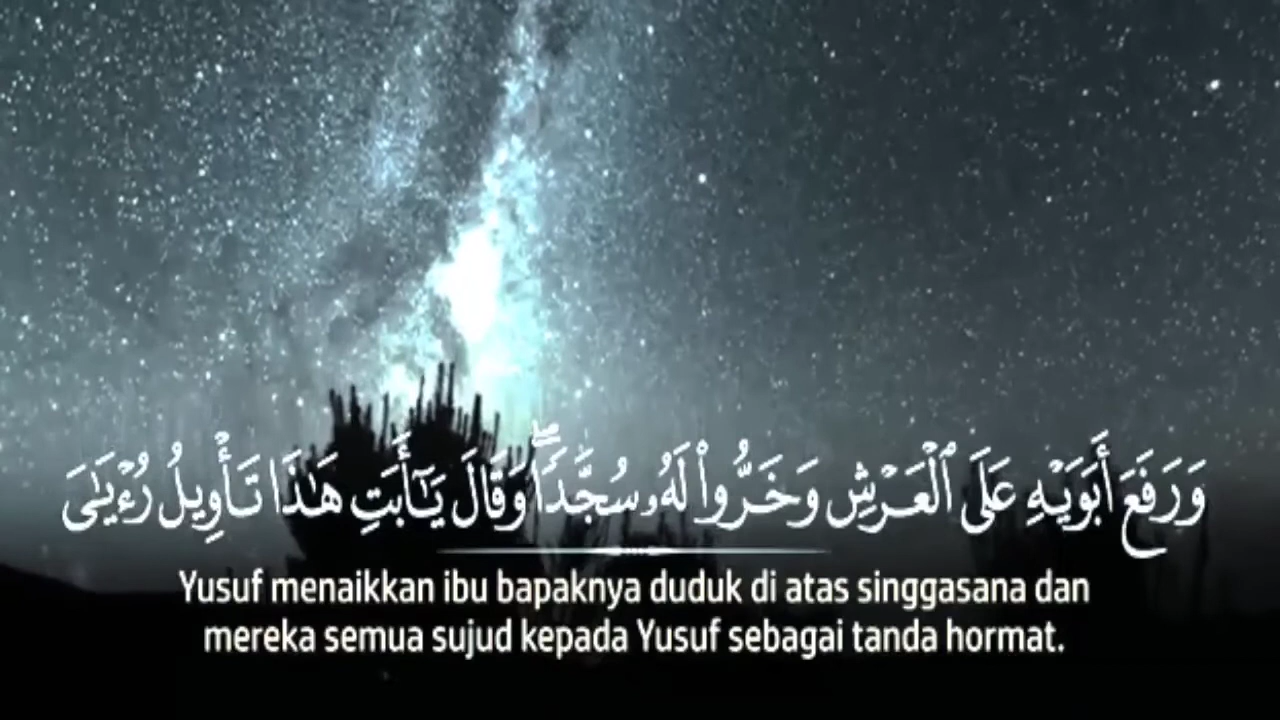 وَرَفَعَ أَبَوَيْهِ عَلَى ٱلْعَرْشِ وَخَرُّوا۟ لَهُۥ سُجَّدًۭا ۖ وَقَالَ يَـٰٓأَبَتِ هَـٰذَا تَأْوِيلُ رُءْيَـٰىَ
Yusuf menaikkan ibu bapaknya duduk di atas singgasana dan
mereka semua sujud kepada Yusuf sebagai tanda hormat.